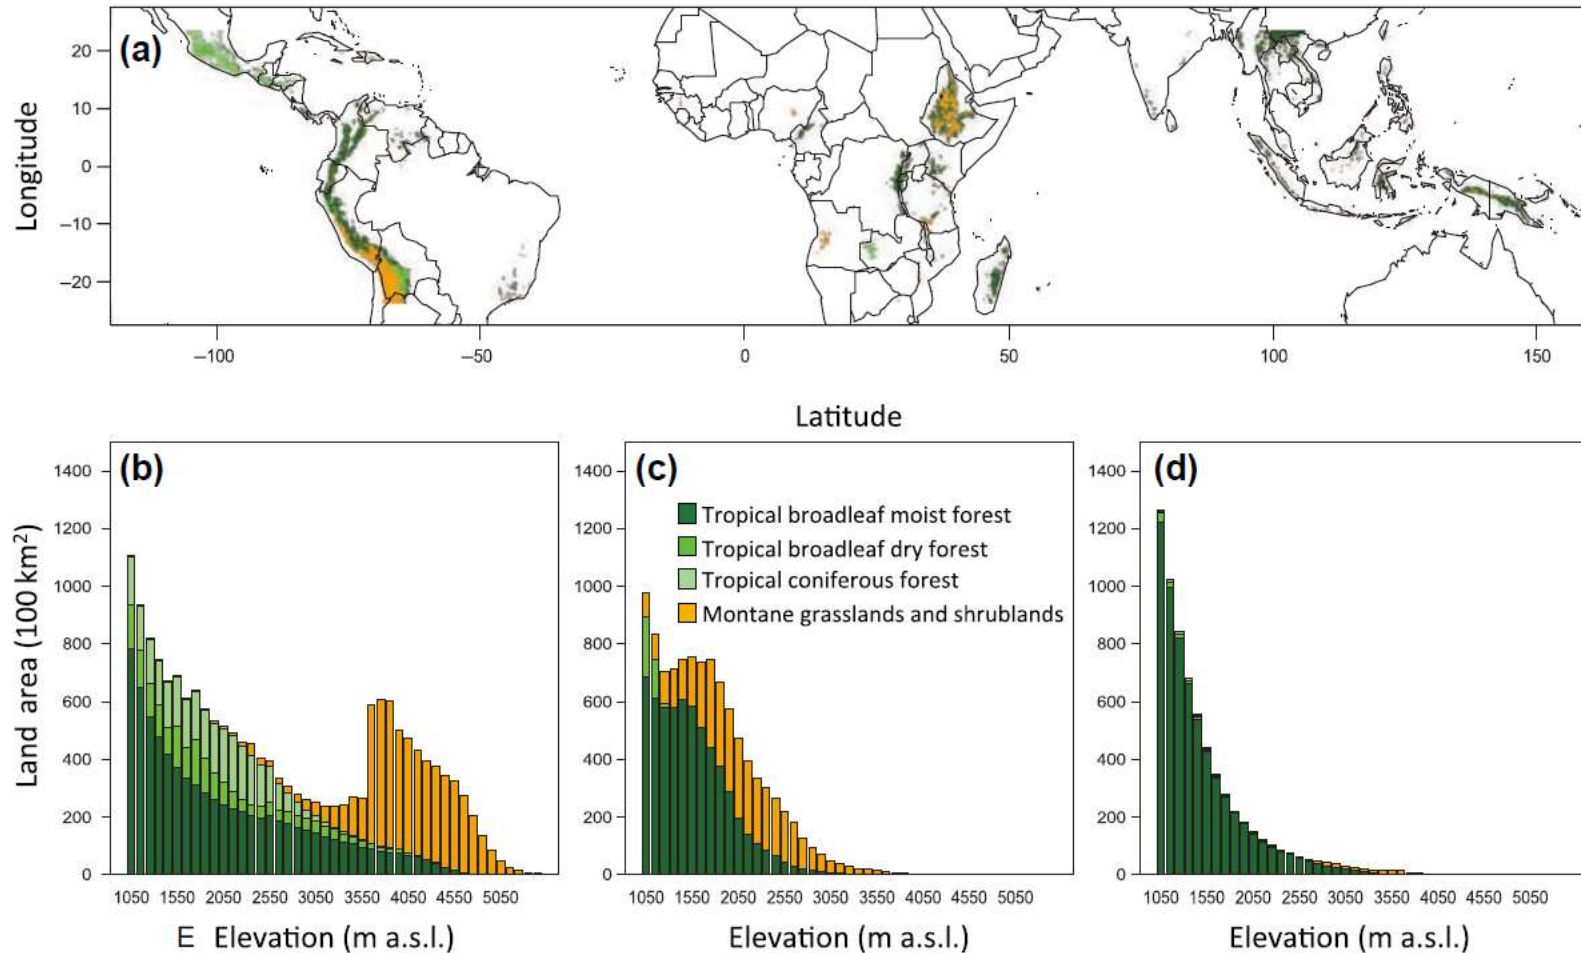 (a)
Longitude
20
10
0
–10
–20
–100
–50
0
50
100
150
Latitude
(b)
Land area (100 km²)
1400
1200
1000
800
600
400
200
0
1050 1550 2050 2550 3050 3550 4050 4550 5050
E Elevation (m a.s.l.)
(c)
Tropical broadleaf moist forest
Tropical broadleaf dry forest
Tropical coniferous forest
Montane grasslands and shrublands
1400
1200
1000
800
600
400
200
0
1050 1550 2050 2550 3050 3550 4050 4550 5050
Elevation (m a.s.l.)
(d)
1400
1200
1000
800
600
400
200
0
1050 1550 2050 2550 3050 3550 4050 4550 5050
Elevation (m a.s.l.)